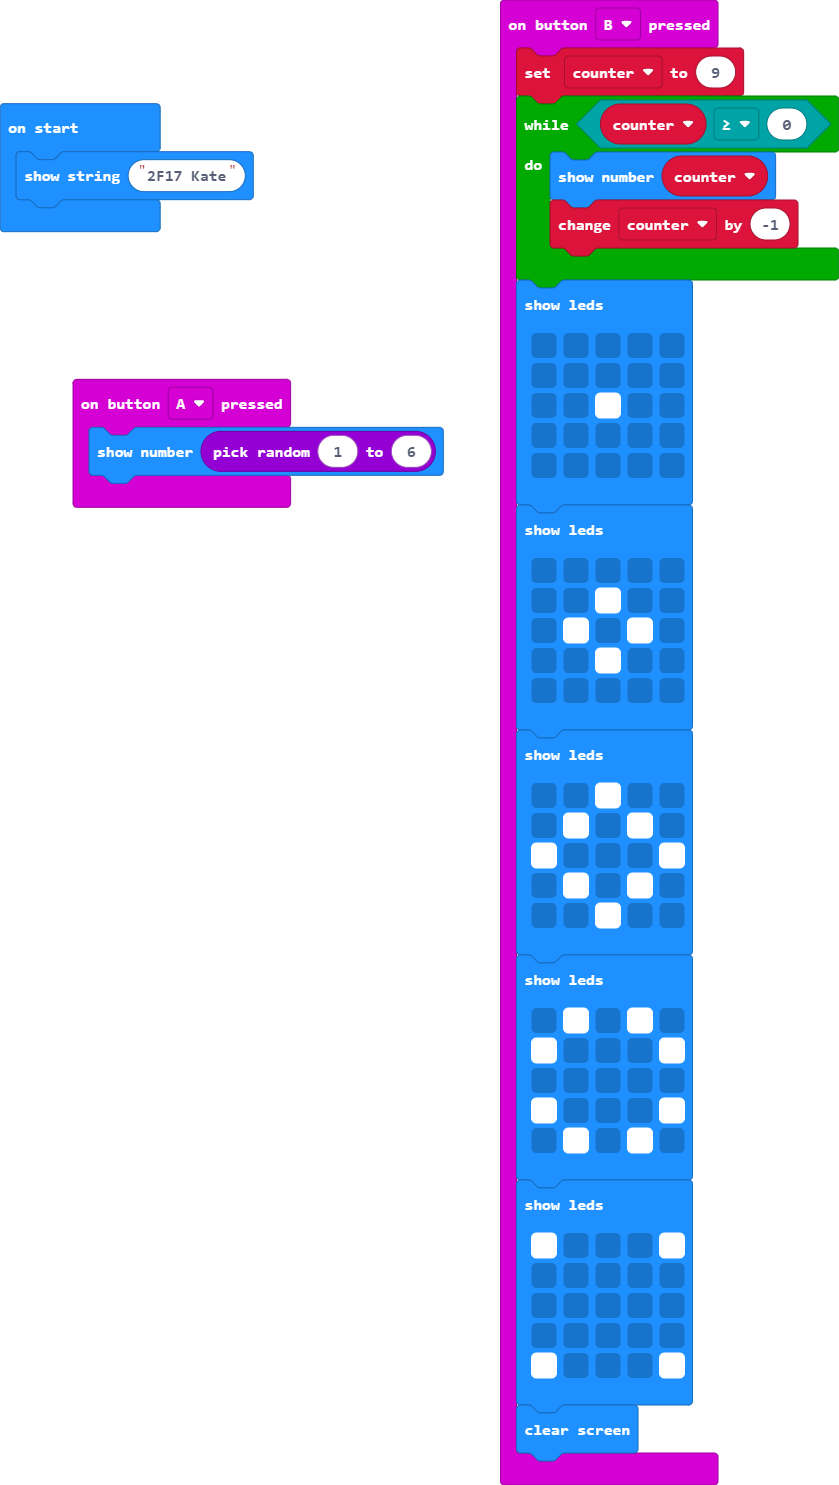 on start
show string "2F17 Kate"
on button A pressed
show number pick random 1 to 6
on button B pressed
set counter to 9
while counter ≥ 0
do
show number counter
change counter by -1
show leds
show leds
show leds
show leds
show leds
clear screen